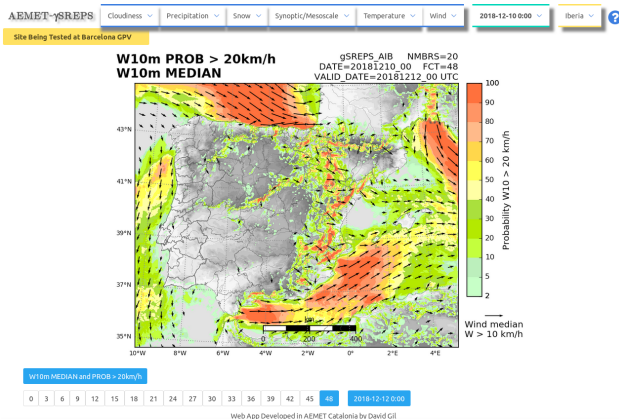 AEMET-γSREPS
Cloudness
Precipitation
Snow
Synoptic/Mesoscale
Temperature
Wind
2018-12-10 0:00
Iberia
?
Site Being Tested at Barcelona GPV
W10m PROB > 20km/h
W10m MEDIAN
gSREPS_AIB NMBRS=20
DATE=20181210_00 FCT=48
VALID_DATE=20181212_00 UTC
43°N
41°N
39°N
37°N
35°N
10°W 8°W 6°W 4°W 2°W 0° 2°E 4°E
km
0 200 400
100
90
80
70
60
50
40
30
20
10
5
2
Probability W10 > 20 km/h
Wind median
W > 10 km/h
W10m MEDIAN and PROB > 20km/h
0 3 6 9 12 15 18 21 24 27 30 33 36 39 42 45 48
2018-12-12 0:00
Web App Developed in AEMET Catalonia by David Gil